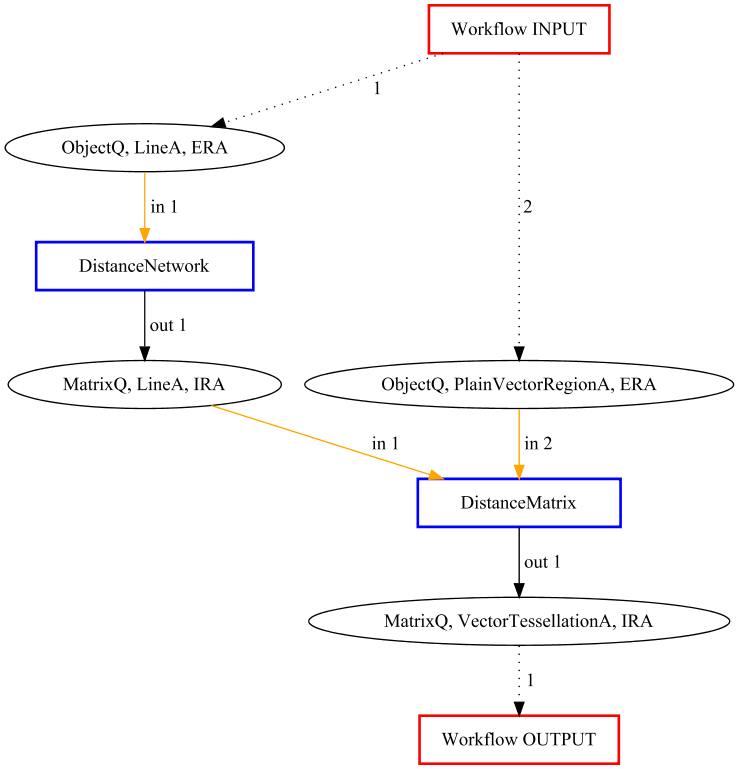 Workflow INPUT
1
ObjectQ, LineA, ERA
in 1
2
DistanceNetwork
out 1
MatrixQ, LineA, IRA
ObjectQ, PlainVectorRegionA, ERA
in 1
in 2
DistanceMatrix
out 1
MatrixQ, VectorTessellationA, IRA
1
Workflow OUTPUT